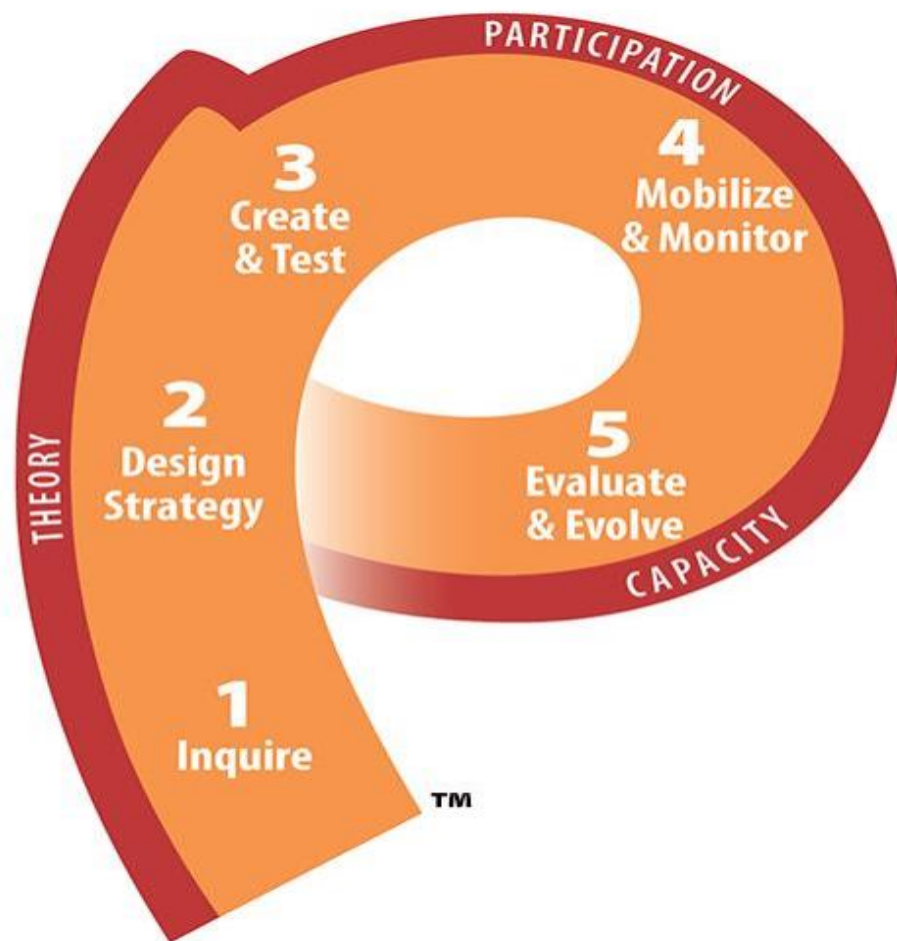 PARTICIPATION
THEORY
CAPACITY
1
Inquire
2
Design
Strategy
3
Create
& Test
4
Mobilize
& Monitor
5
Evaluate
& Evolve
TM